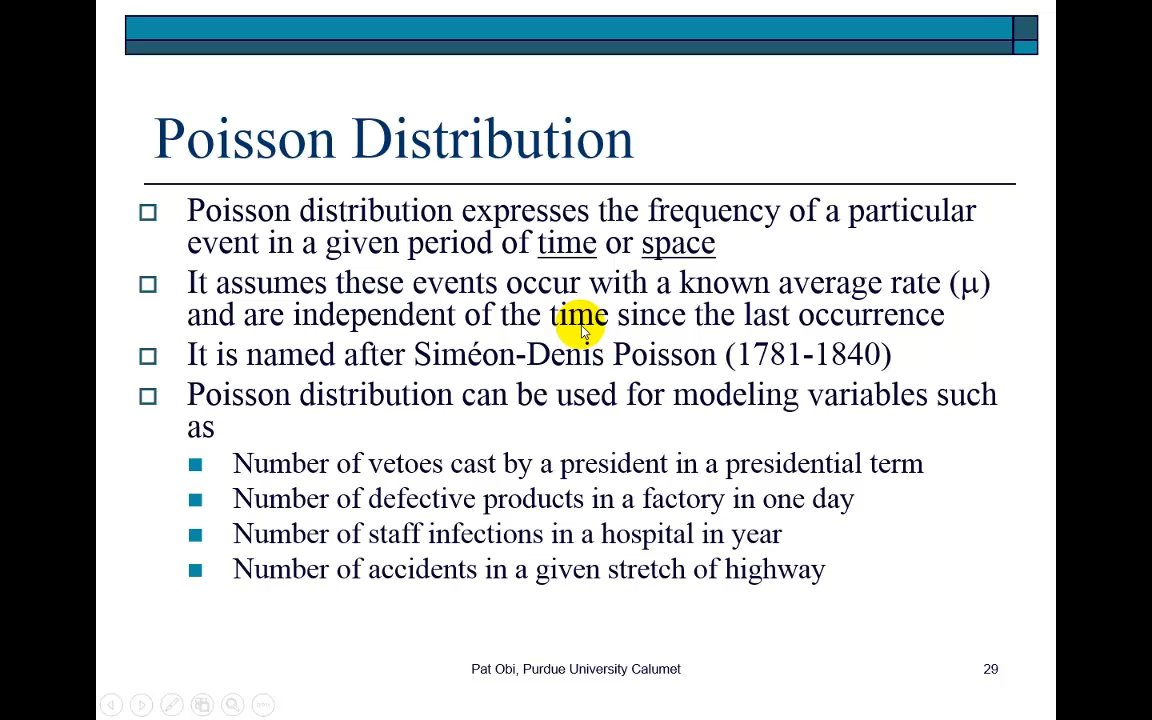 Poisson Distribution
Poisson distribution expresses the frequency of a particular
event in a given period of time or space
It assumes these events occur with a known average rate (μ)
and are independent of the time since the last occurrence
It is named after Siméon-Denis Poisson (1781-1840)
Poisson distribution can be used for modeling variables such
as
Number of vetoes cast by a president in a presidential term
Number of defective products in a factory in one day
Number of staff infections in a hospital in year
Number of accidents in a given stretch of highway
Pat Obi, Purdue University Calumet
29